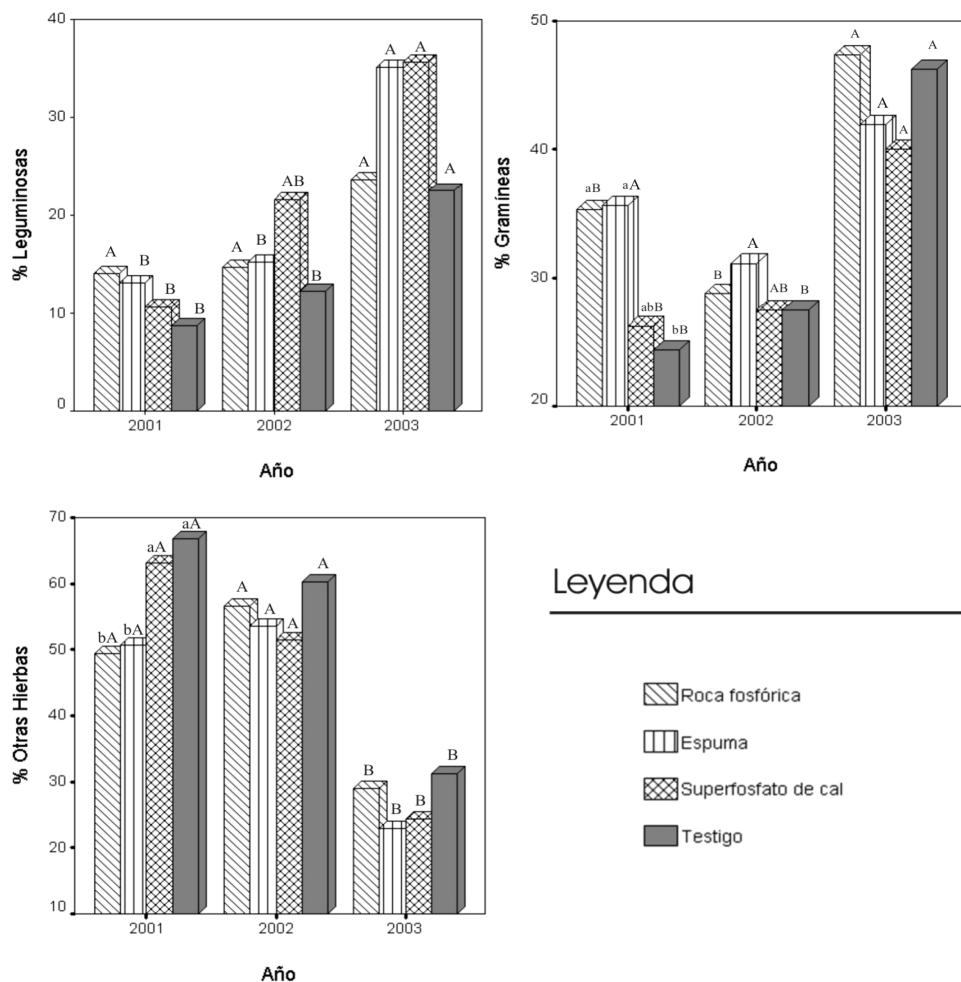 40
30
20
10
0
% Leguminosas
A
B
B
B
A
B
AB
B
A
A
A
A
2001
2002
2003
Año
50
40
30
20
% Gramíneas
aB
aA
abB
bB
B
A
AB
B
A
A
A
A
2001
2002
2003
Año
70
60
50
40
30
20
10
% Otras Hierbas
bA
bA
aA
aA
A
A
A
A
B
B
B
B
2001
2002
2003
Año
Leyenda
Roca fosfórica
Espuma
Superfosfato de cal
Testigo